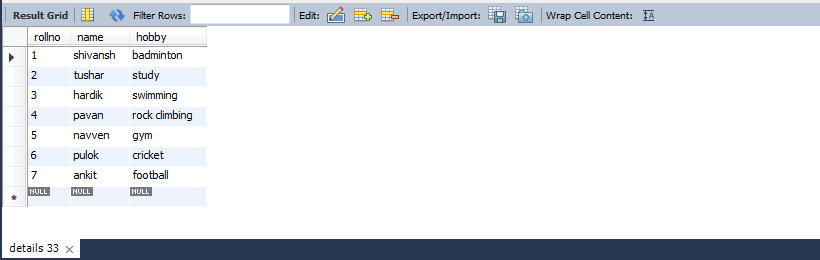 Result Grid Filter Rows: Edit: Export/Import: Wrap Cell Content: IA
rollno name hobby
1 shivansh badminton
2 tushar study
3 hardik swimming
4 pavan rock climbing
5 navven gym
6 pulok cricket
7 ankit football
* NULL NULL NULL
details 33 ×